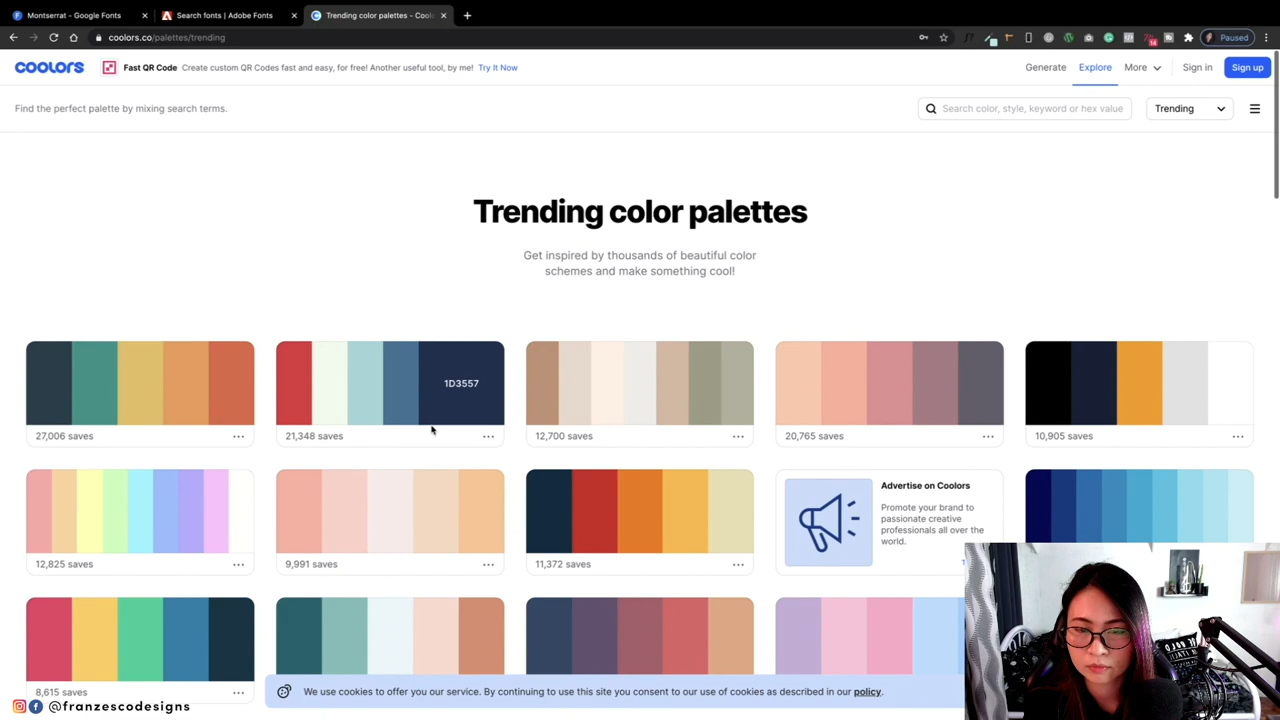 Montserrat - Google Fonts
Search fonts | Adobe Fonts
Trending color palettes - Coolo
coolors.co/palettes/trending
Paused
coolors
Fast QR Code Create custom QR Codes fast and easy, for free! Another useful tool, by me! Try It Now
Generate
Explore
More
Sign in
Sign up
Find the perfect palette by mixing search terms.
Search color, style, keyword or hex value
Trending
Trending color palettes
Get inspired by thousands of beautiful color
schemes and make something cool!
1D3557
27,006 saves
21,348 saves
12,700 saves
20,765 saves
10,905 saves
Advertise on Coolors
Promote your brand to
passionate creative
professionals all over the
world.
12,825 saves
9,991 saves
11,372 saves
We use cookies to offer you our service. By continuing to use this site you consent to our use of cookies as described in our policy.
8,615 saves
@franzescodesigns